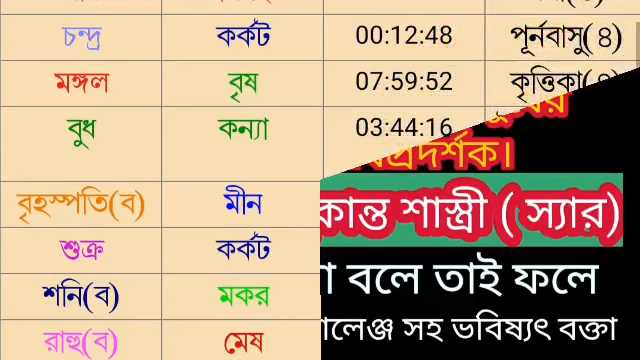 চন্দ্র কর্কট 00:12:48 পূর্নবাসু(৪)
মঙ্গল বৃষ 07:59:52 কৃত্তিকা
বুধ কন্যা 03:44:16
বৃহস্পতি(ব) মীন
শুক্র কর্কট
শনি(ব) মকর
রাহু(ব) মেষ
শাস্ত্রী ( স্যার)
বলে তাই ফলে
সহ ভবিষ্যৎ বক্তা